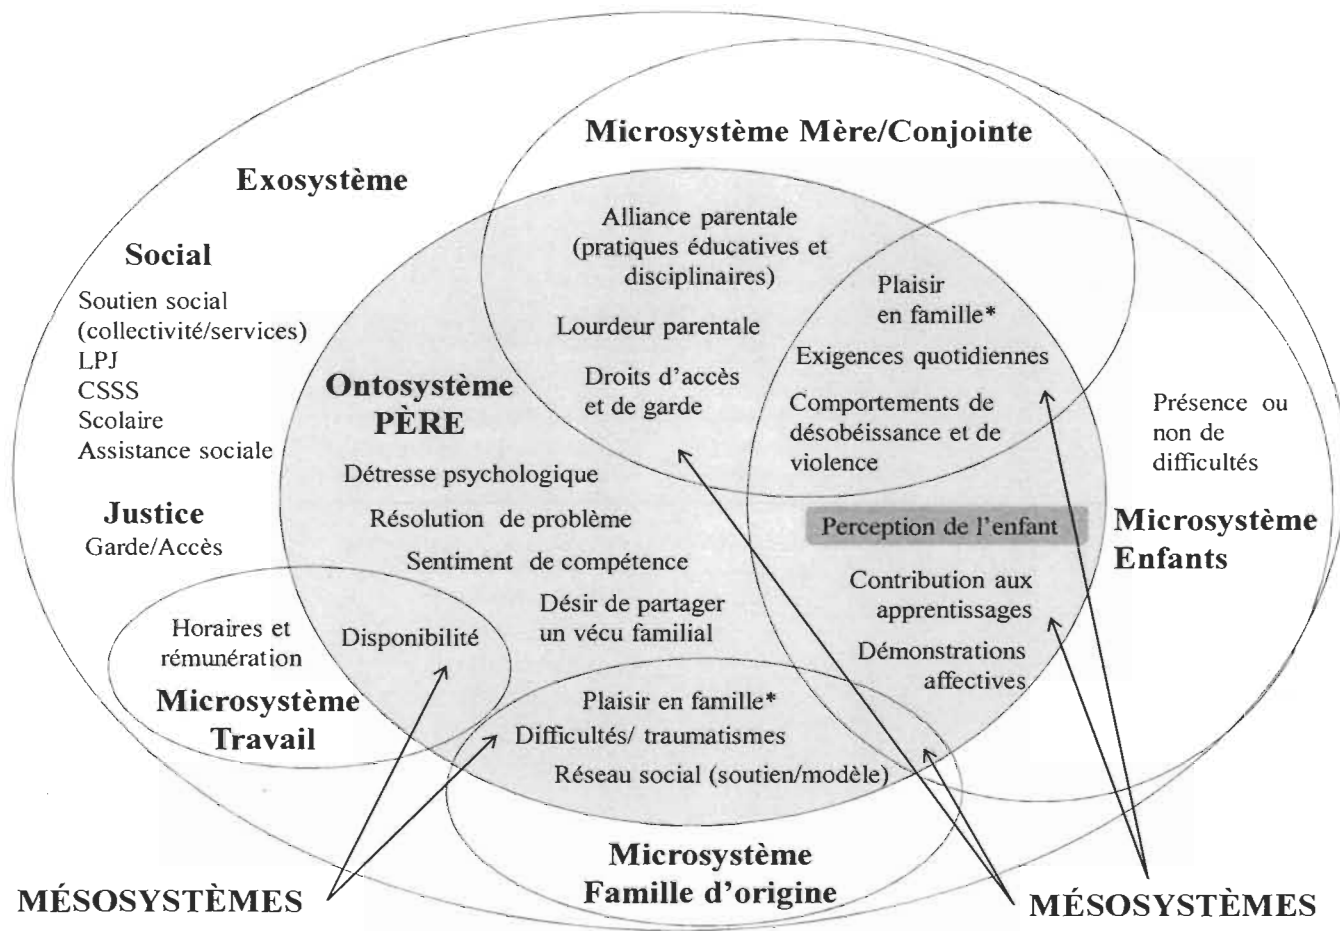 Microsystème Mère/Conjointe
Exosystème
Alliance parentale
(pratiques éducatives et
disciplinaires)
Social
Soutien social
(collectivité/services)
LPJ
CSSS
Scolaire
Assistance sociale
Plaisir
en famille*
Lourdeur parentale
Exigences quotidiennes
Ontosystème
PÈRE
Droits d'accès
et de garde
Comportements de
désobéissance et de
violence
Présence ou
non de
difficultés
Détresse psychologique
Justice
Garde/Accès
Résolution de problème
Perception de l'enfant
Microsystème
Enfants
Sentiment de compétence
Contribution aux
apprentissages
Désir de partager
un vécu familial
Horaires et
rémunération
Disponibilité
Démonstrations
affectives
Microsystème
Travail
Plaisir en famille*
Difficultés/ traumatismes
Réseau social (soutien/modèle)
Microsystème
Famille d'origine
MÉSOSYSTÈMES
MÉSOSYSTÈMES